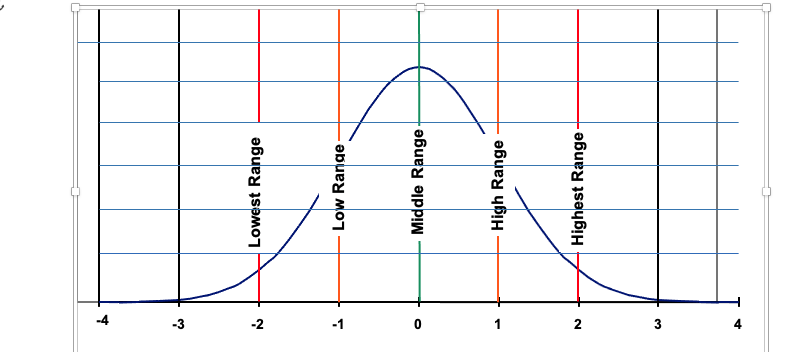 Lowest Range
Low Range
Middle Range
High Range
Highest Range
-4 -3 -2 -1 0 1 2 3 4